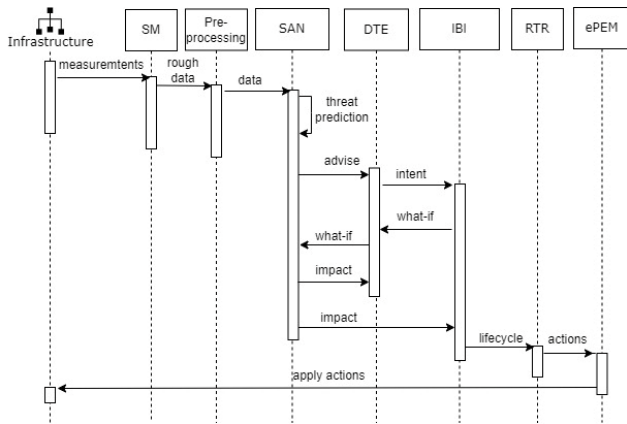 Infrastructure
SM
Pre-
processing
SAN
DTE
IBI
RTR
ePEM
measuremtents
rough
data
data
threat
prediction
advise
intent
what-if
what-if
impact
impact
lifecycle
actions
apply actions